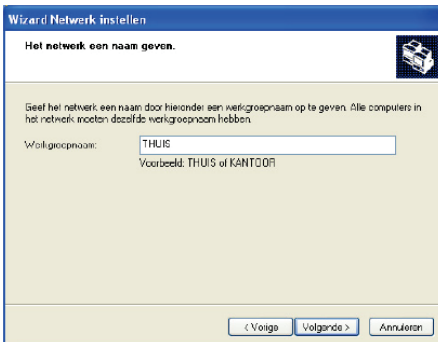 Wizard Netwerk instellen
Het netwerk een naam geven.
Geef het netwerk een naam door hieronder een werkgroepnaam op te geven. Alle computers in
het netwerk moeten dezelfde werkgroepnaam hebben.
Werkgroepnaam: THUIS
Voorbeeld: THUIS of KANTOOR
< Vorige Volgende > Annuleren